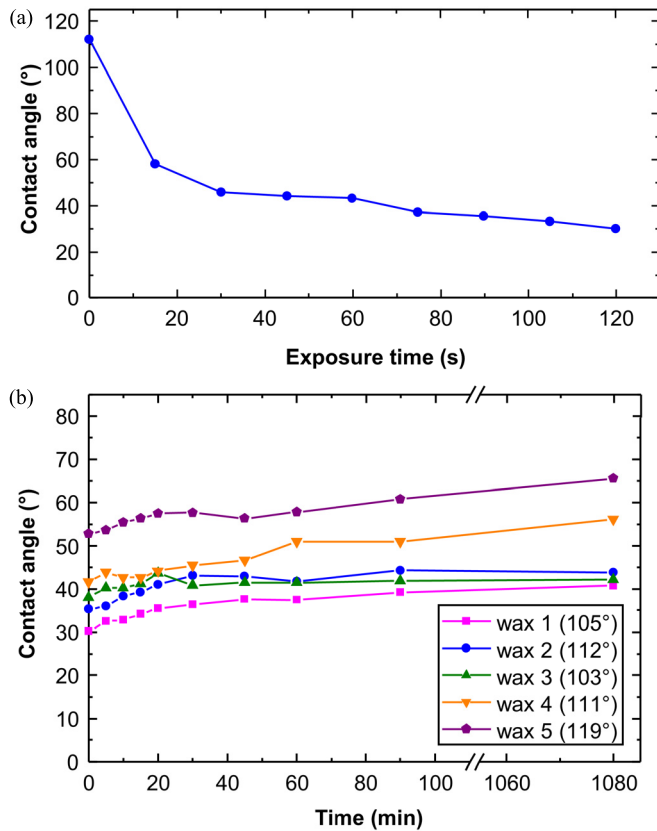 (a)
120
100
80
60
40
20
0
Contact angle (°)
0 20 40 60 80 100 120
Exposure time (s)
(b)
80
70
60
50
40
30
20
10
0
Contact angle (°)
wax 1 (105°)
wax 2 (112°)
wax 3 (103°)
wax 4 (111°)
wax 5 (119°)
0 20 40 60 80 100 1060 1080
Time (min)